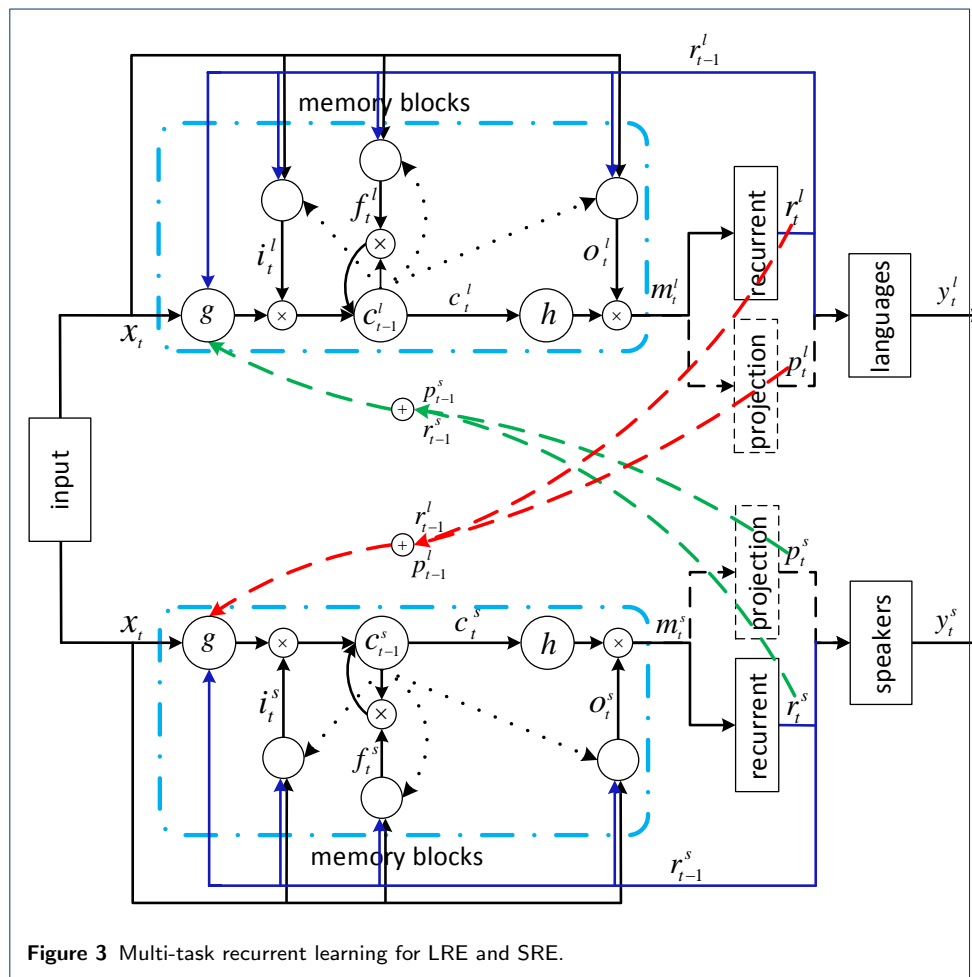 r_{t-1}^l
memory blocks
f_t^l
r_t^l
i_t^l
o_t^l
recurrent
g
×
×
c_{t-1}^l
c_t^l
h
×
m_t^l
languages
y_t^l
x_t
projection
p_t^l
+
p_{t-1}^s
r_{t-1}^s
input
r_{t-1}^l
+
p_{t-1}^l
projection
p_t^s
x_t
g
×
c_{t-1}^s
c_t^s
h
×
m_t^s
speakers
y_t^s
i_t^s
×
o_t^s
r_t^s
recurrent
f_t^s
memory blocks
r_{t-1}^s
Figure 3 Multi-task recurrent learning for LRE and SRE.